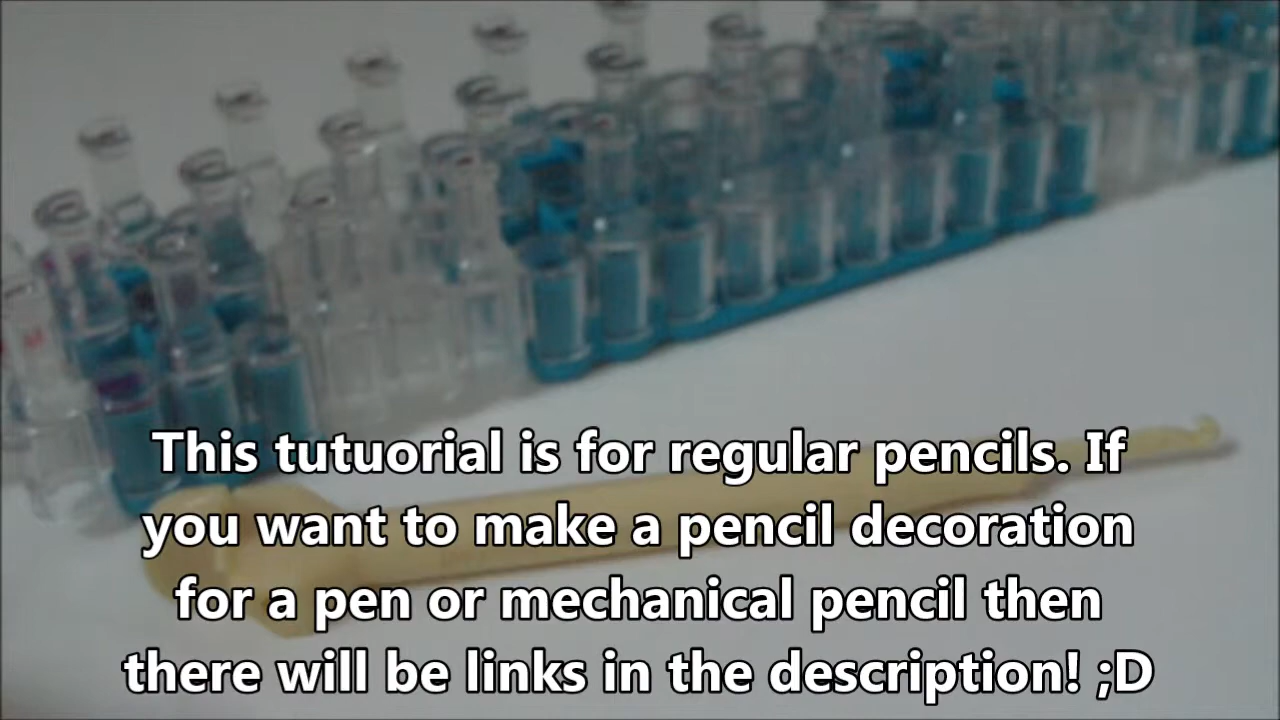 This tutuorial is for regular pencils. If
you want to make a pencil decoration
for a pen or mechanical pencil then
there will be links in the description! ;D